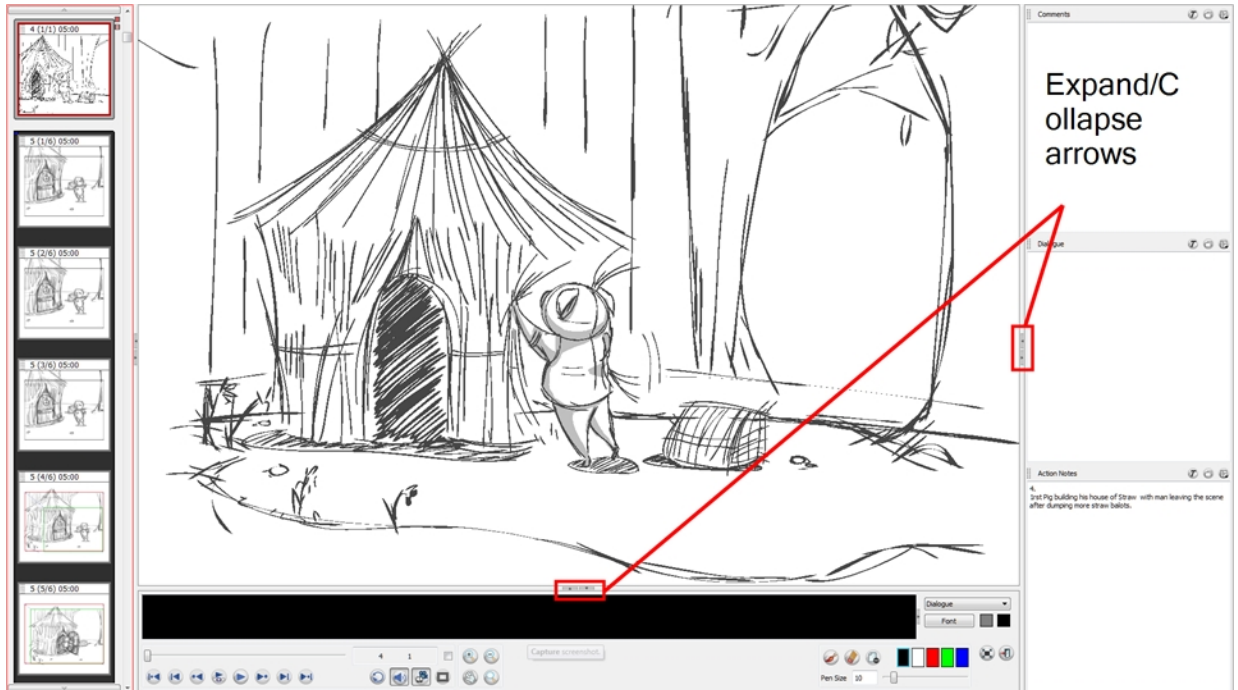 4 (1/1) 05:00
5 (1/6) 05:00
5 (2/6) 05:00
5 (3/6) 05:00
5 (4/6) 05:00
5 (5/6) 05:00
Comments
Expand/C
ollapse
arrows
Dialogue
Action Notes
4.
1rst Pig building his house of Straw with man leaving the scene
after dumping more straw balots.
Dialogue
Font
4 1
Capture screenshot.
Pen Size 10